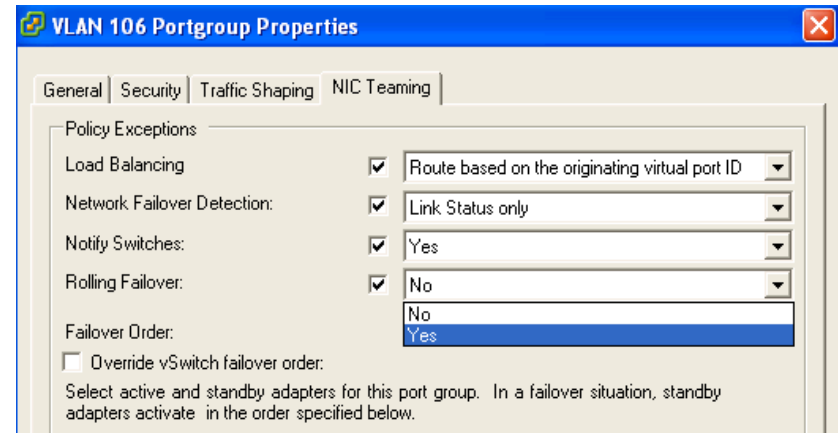 VLAN 106 Portgroup Properties
General Security Traffic Shaping NIC Teaming
Policy Exceptions
Load Balancing Route based on the originating virtual port ID
Network Failover Detection: Link Status only
Notify Switches: Yes
Rolling Failover: No
No
Yes
Failover Order:
Override vSwitch failover order:
Select active and standby adapters for this port group. In a failover situation, standby
adapters activate in the order specified below.